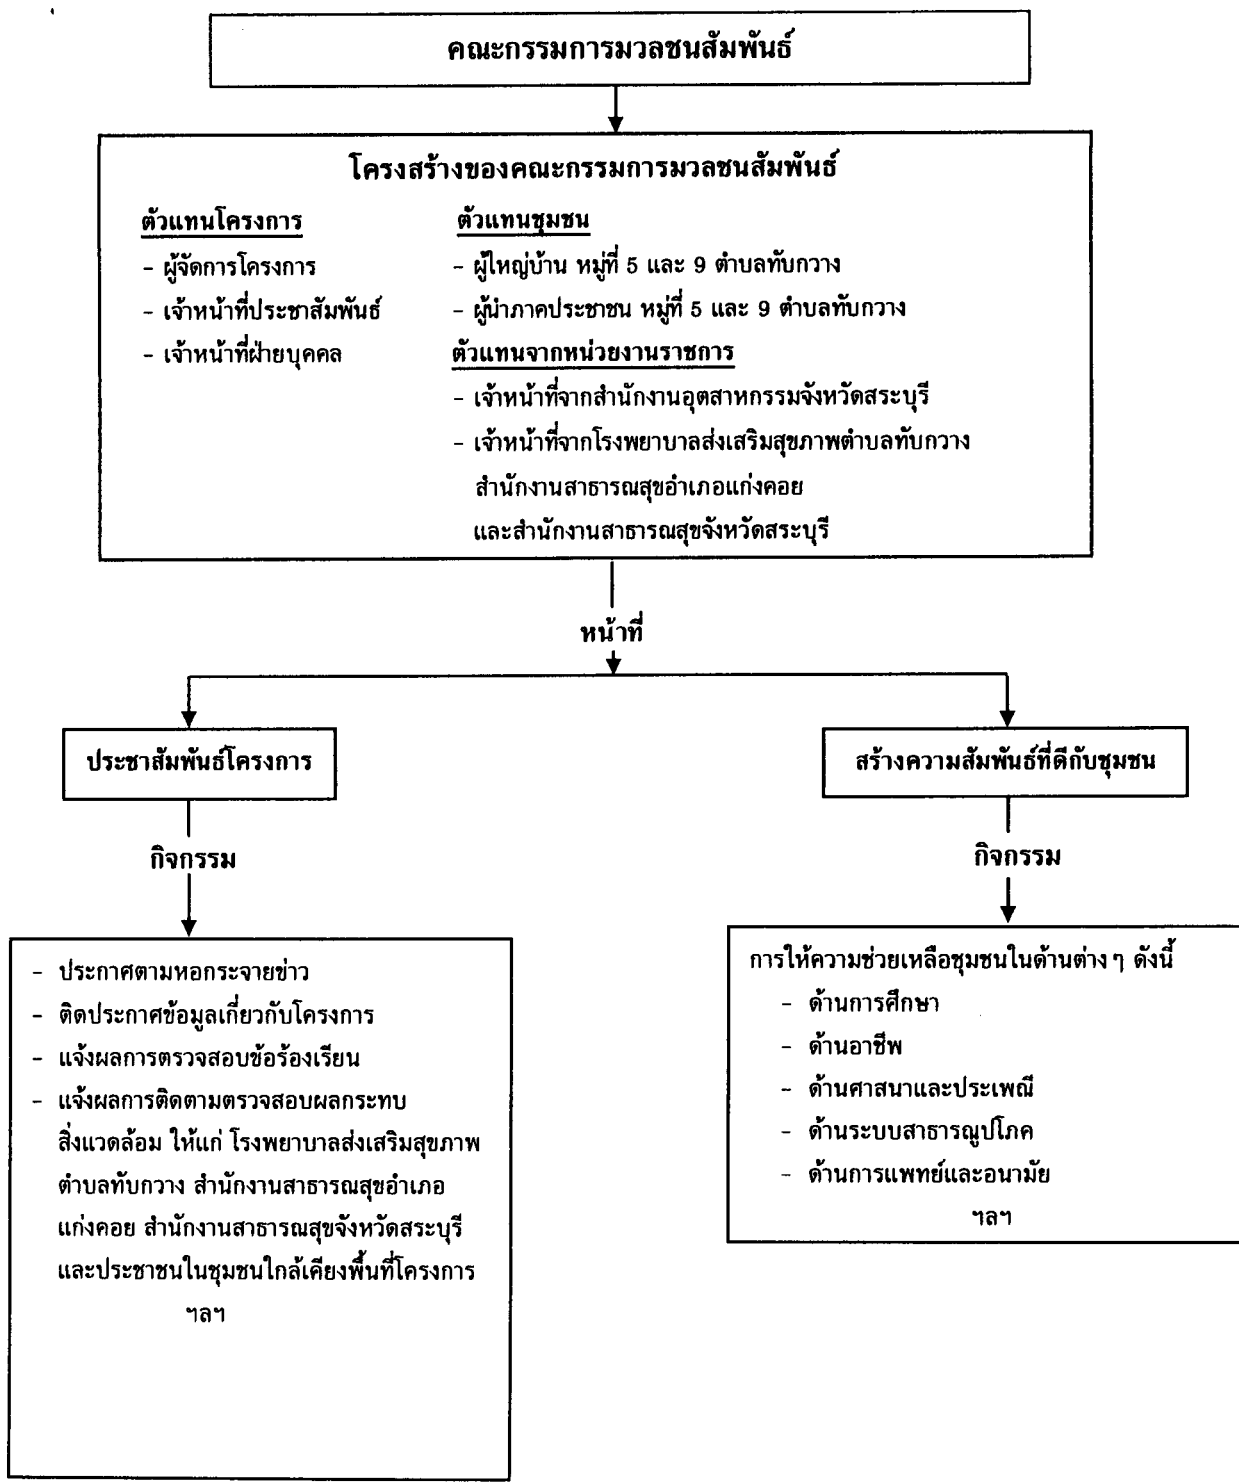 คณะกรรมการมวลชนสัมพันธ์
โครงสร้างของคณะกรรมการมวลชนสัมพันธ์
ตัวแทนโครงการ
- ผู้จัดการโครงการ
- เจ้าหน้าที่ประชาสัมพันธ์
- เจ้าหน้าที่ฝ่ายบุคคล
ตัวแทนชุมชน
- ผู้ใหญ่บ้าน หมู่ที่ 5 และ 9 ตำบลทับกวาง
- ผู้นำภาคประชาชน หมู่ที่ 5 และ 9 ตำบลทับกวาง
ตัวแทนจากหน่วยงานราชการ
- เจ้าหน้าที่จากสำนักงานอุตสาหกรรมจังหวัดสระบุรี
- เจ้าหน้าที่จากโรงพยาบาลส่งเสริมสุขภาพตำบลทับกวาง
สำนักงานสาธารณสุขอำเภอแก่งคอย
และสำนักงานสาธารณสุขจังหวัดสระบุรี
หน้าที่
ประชาสัมพันธ์โครงการ
กิจกรรม
- ประกาศตามหอกระจายข่าว
- ติดประกาศข้อมูลเกี่ยวกับโครงการ
- แจ้งผลการตรวจสอบข้อร้องเรียน
- แจ้งผลการติดตามตรวจสอบผลกระทบ
สิ่งแวดล้อม ให้แก่ โรงพยาบาลส่งเสริมสุขภาพ
ตำบลทับกวาง สำนักงานสาธารณสุขอำเภอ
แก่งคอย สำนักงานสาธารณสุขจังหวัดสระบุรี
และประชาชนในชุมชนใกล้เคียงพื้นที่โครงการ
ฯลฯ
สร้างความสัมพันธ์ที่ดีกับชุมชน
กิจกรรม
การให้ความช่วยเหลือชุมชนในด้านต่าง ๆ ดังนี้
- ด้านการศึกษา
- ด้านอาชีพ
- ด้านศาสนาและประเพณี
- ด้านระบบสาธารณูปโภค
- ด้านการแพทย์และอนามัย
ฯลฯ